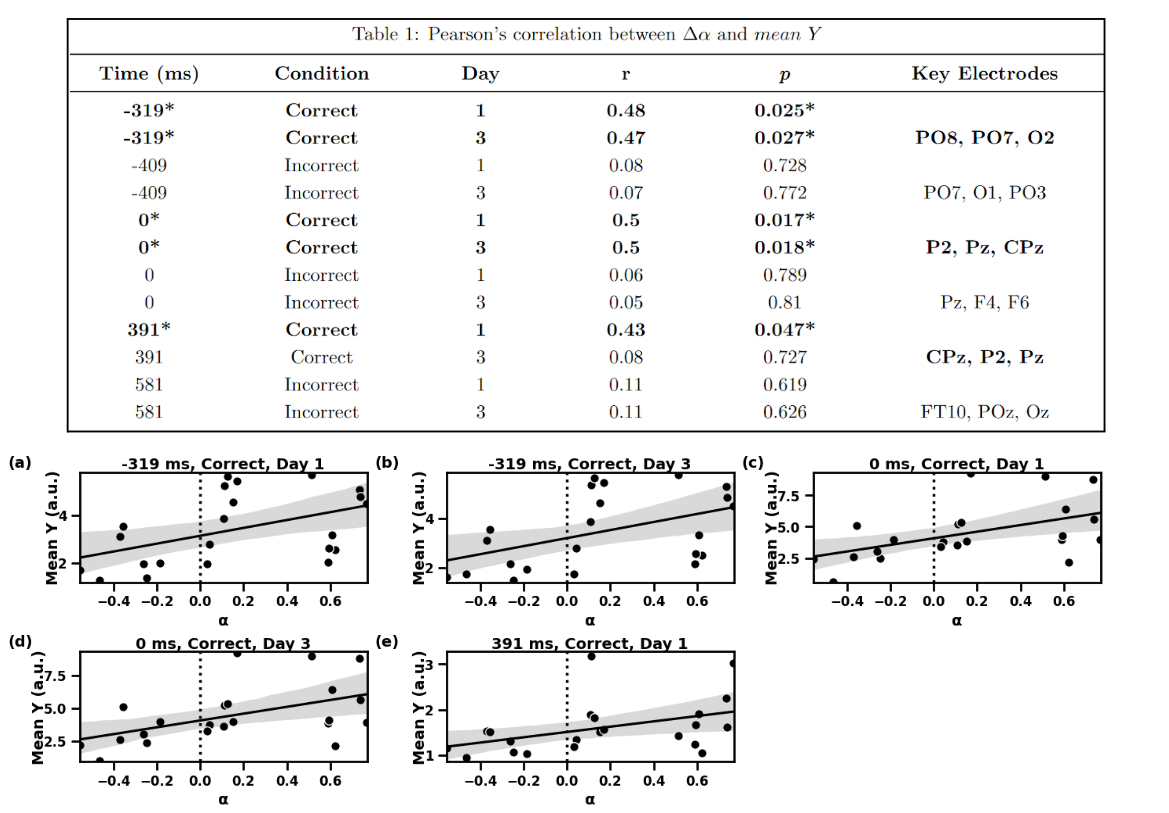 Table 1: Pearson's correlation between Δα and mean Y
Time (ms) Condition Day r p Key Electrodes
-319* Correct 1 0.48 0.025*
-319* Correct 3 0.47 0.027* PO8, PO7, O2
-409 Incorrect 1 0.08 0.728
-409 Incorrect 3 0.07 0.772 PO7, O1, PO3
0* Correct 1 0.5 0.017*
0* Correct 3 0.5 0.018* P2, Pz, CPz
0 Incorrect 1 0.06 0.789
0 Incorrect 3 0.05 0.81 Pz, F4, F6
391* Correct 1 0.43 0.047*
391 Correct 3 0.08 0.727 CPz, P2, Pz
581 Incorrect 1 0.11 0.619
581 Incorrect 3 0.11 0.626 FT10, POz, Oz
(a) -319 ms, Correct, Day 1
Mean Y (a.u.)
4
2
−0.4 −0.2 0.0 0.2 0.4 0.6
α
(b) -319 ms, Correct, Day 3
Mean Y (a.u.)
4
2
−0.4 −0.2 0.0 0.2 0.4 0.6
α
(c) 0 ms, Correct, Day 1
Mean Y (a.u.)
7.5
5.0
2.5
−0.4 −0.2 0.0 0.2 0.4 0.6
α
(d) 0 ms, Correct, Day 3
Mean Y (a.u.)
7.5
5.0
2.5
−0.4 −0.2 0.0 0.2 0.4 0.6
α
(e) 391 ms, Correct, Day 1
Mean Y (a.u.)
3
2
1
−0.4 −0.2 0.0 0.2 0.4 0.6
α